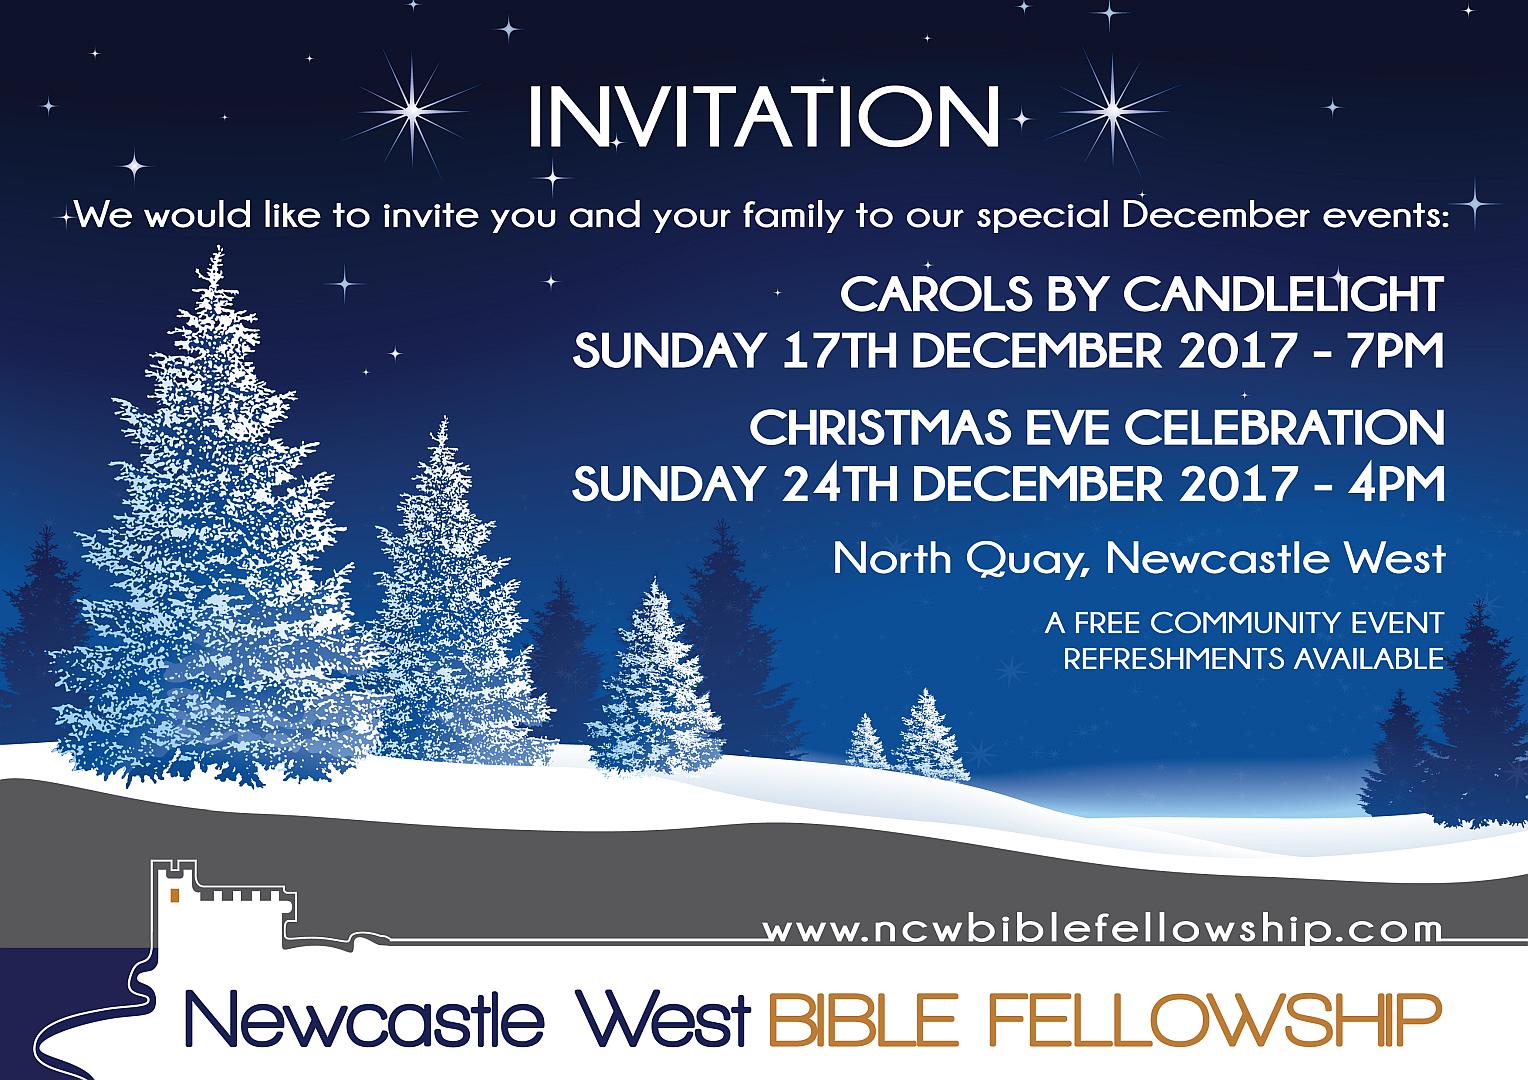 INVITATION
We would like to invite you and your family to our special December events:
CAROLS BY CANDLELIGHT
SUNDAY 17TH DECEMBER 2017 - 7PM
CHRISTMAS EVE CELEBRATION
SUNDAY 24TH DECEMBER 2017 - 4PM
North Quay, Newcastle West
A FREE COMMUNITY EVENT
REFRESHMENTS AVAILABLE
www.ncwbiblefellowship.com
Newcastle West BIBLE FELLOWSHIP